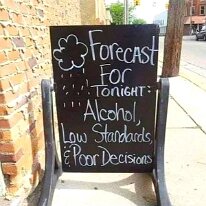 Forecast
For
Tonight:
Alcohol,
Low Standards,
& Poor Decisions